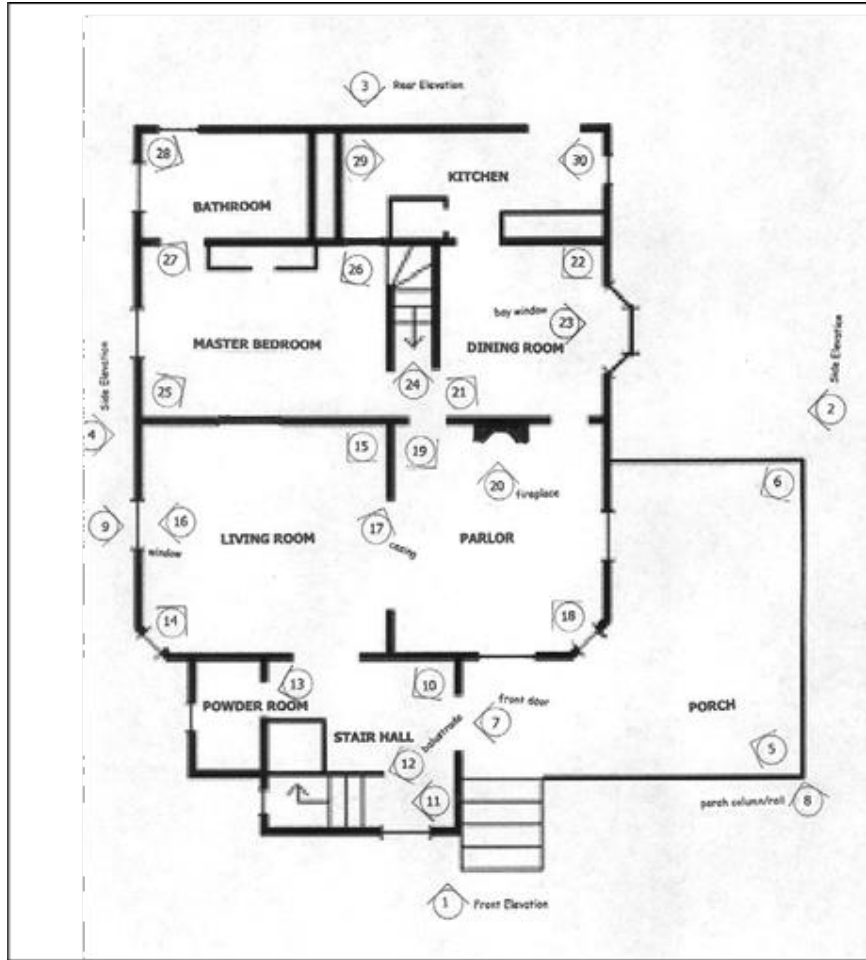 3 Rear Elevation
28
29
30
KITCHEN
BATHROOM
27
26
22
bay window
23
MASTER BEDROOM
DINING ROOM
Side Elevation
Side Elevation
25
24
21
2
4
15
19
20
fireplace
6
9
16
17
casing
LIVING ROOM
PARLOR
window
14
18
13
10
POWDER ROOM
front door
7
PORCH
STAIR HALL
balustrade
12
5
11
porch column/rail
8
1 Front Elevation